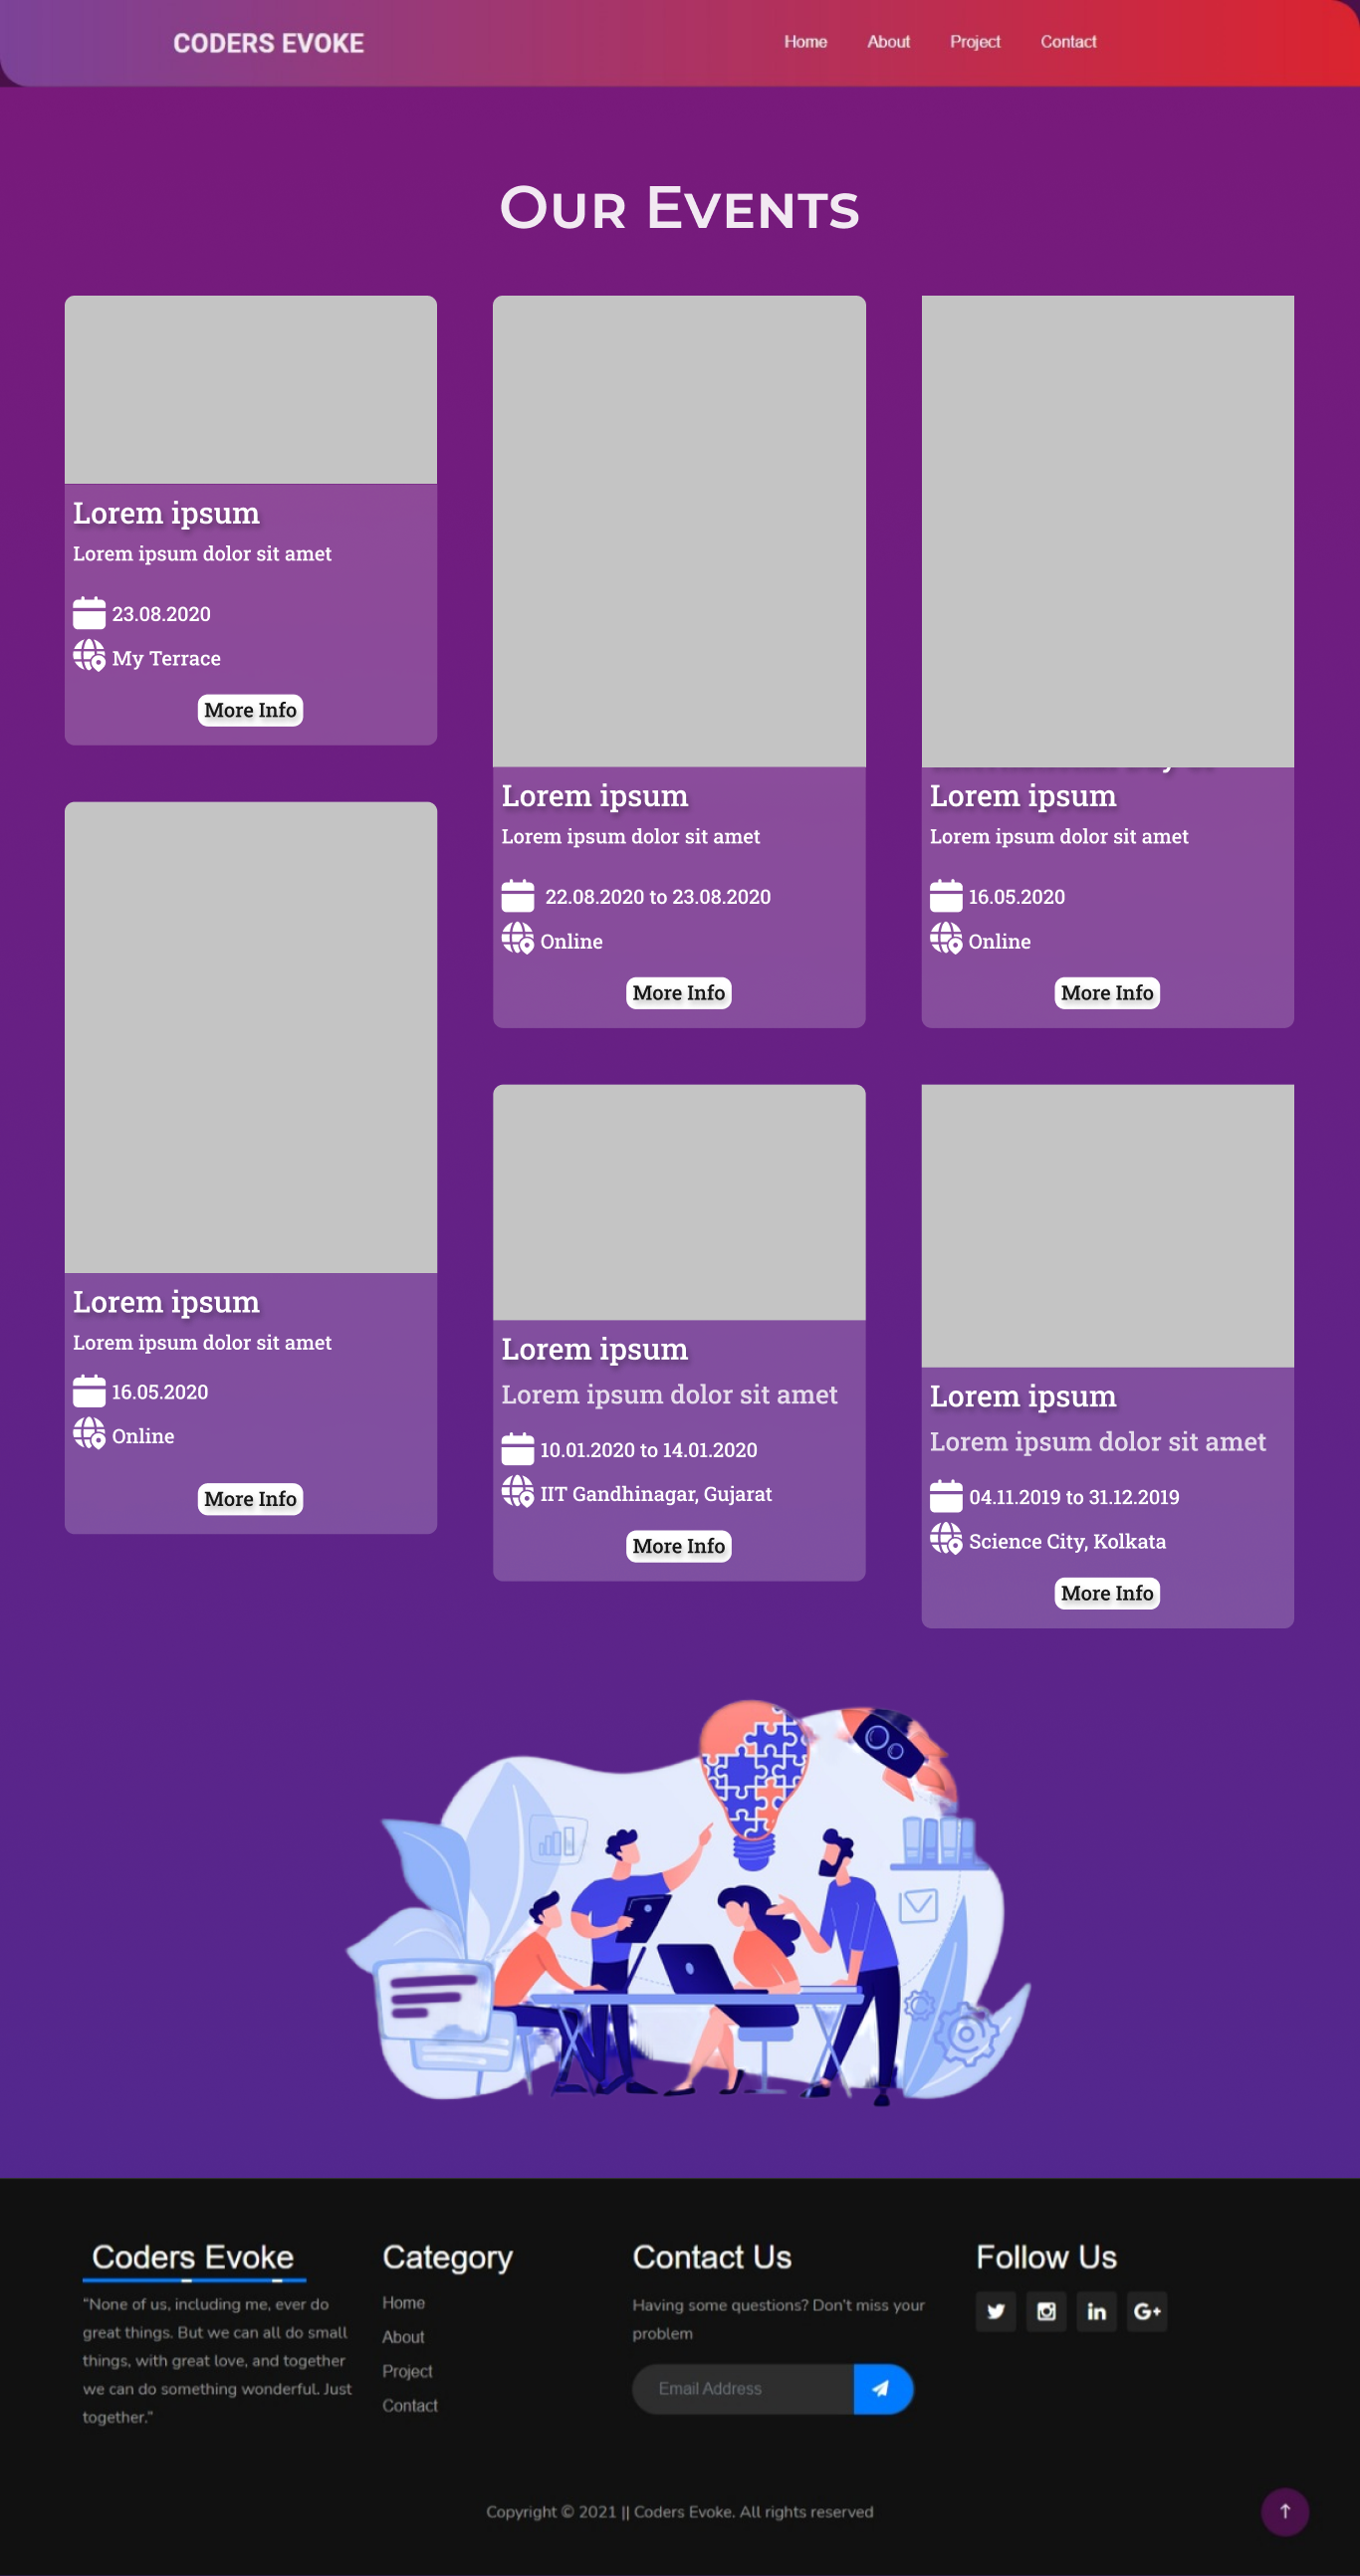 CODERS EVOKE
Home About Project Contact
Our Events
Lorem ipsum
Lorem ipsum dolor sit amet
23.08.2020
My Terrace
More Info
Lorem ipsum
Lorem ipsum dolor sit amet
22.08.2020 to 23.08.2020
Online
More Info
Lorem ipsum
Lorem ipsum dolor sit amet
16.05.2020
Online
More Info
Lorem ipsum
Lorem ipsum dolor sit amet
16.05.2020
Online
More Info
Lorem ipsum
Lorem ipsum dolor sit amet
10.01.2020 to 14.01.2020
IIT Gandhinagar, Gujarat
More Info
Lorem ipsum
Lorem ipsum dolor sit amet
04.11.2019 to 31.12.2019
Science City, Kolkata
More Info
Coders Evoke
"None of us, including me, ever do
great things. But we can all do small
things, with great love, and together
we can do something wonderful. Just
together."
Category
Home
About
Project
Contact
Contact Us
Having some questions? Don't miss your
problem
Email Address
Follow Us
in
G+
Copyright © 2021 || Coders Evoke. All rights reserved